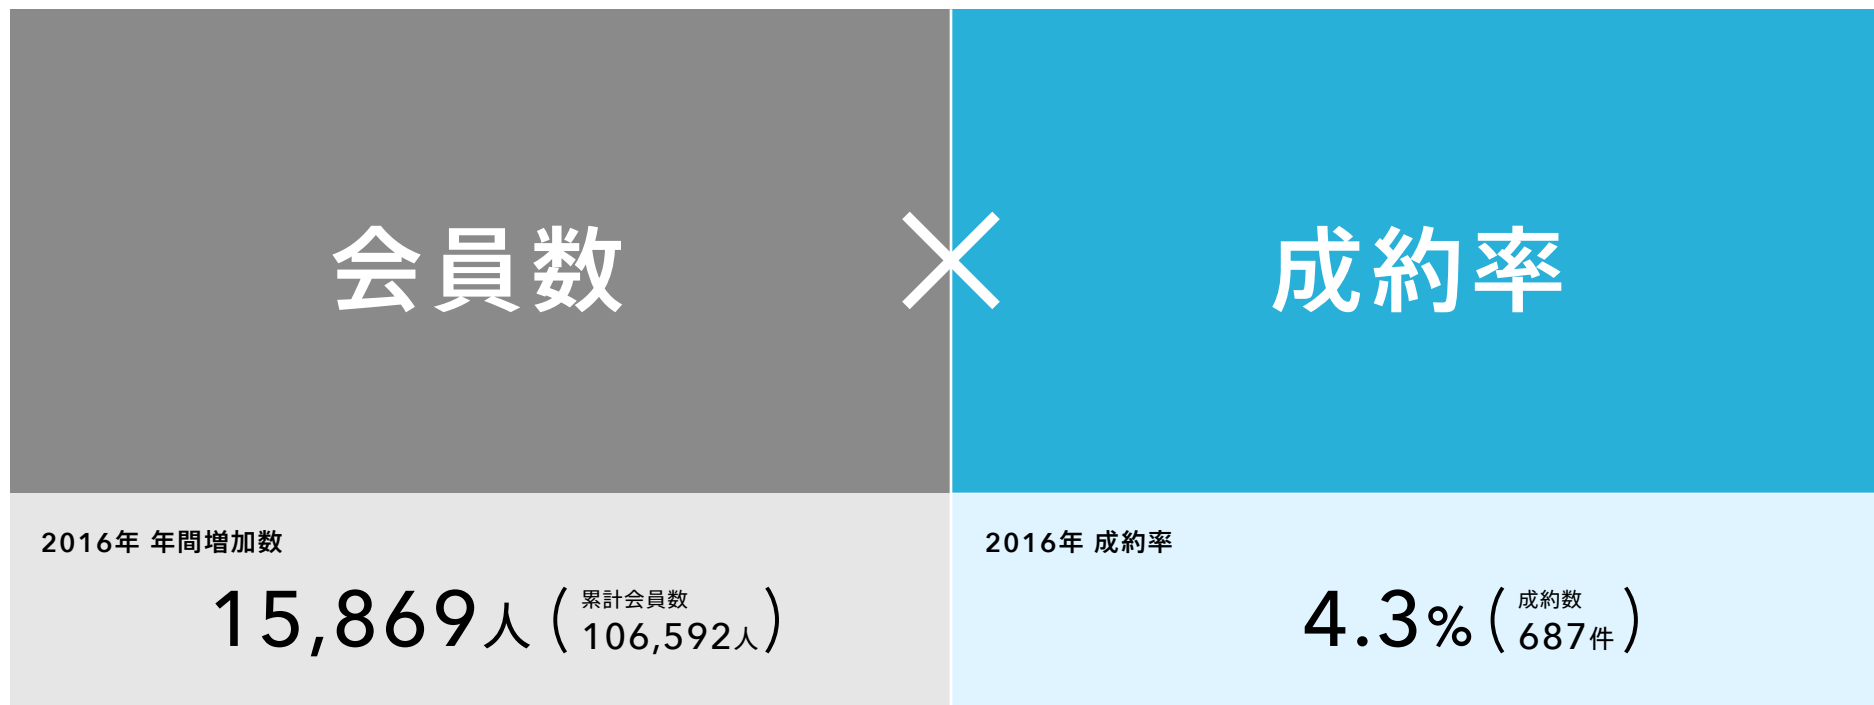 会員数
×
成約率
2016年 年間増加数
15,869人(累計会員数 106,592人)
2016年 成約率
4.3%(成約数 687件)